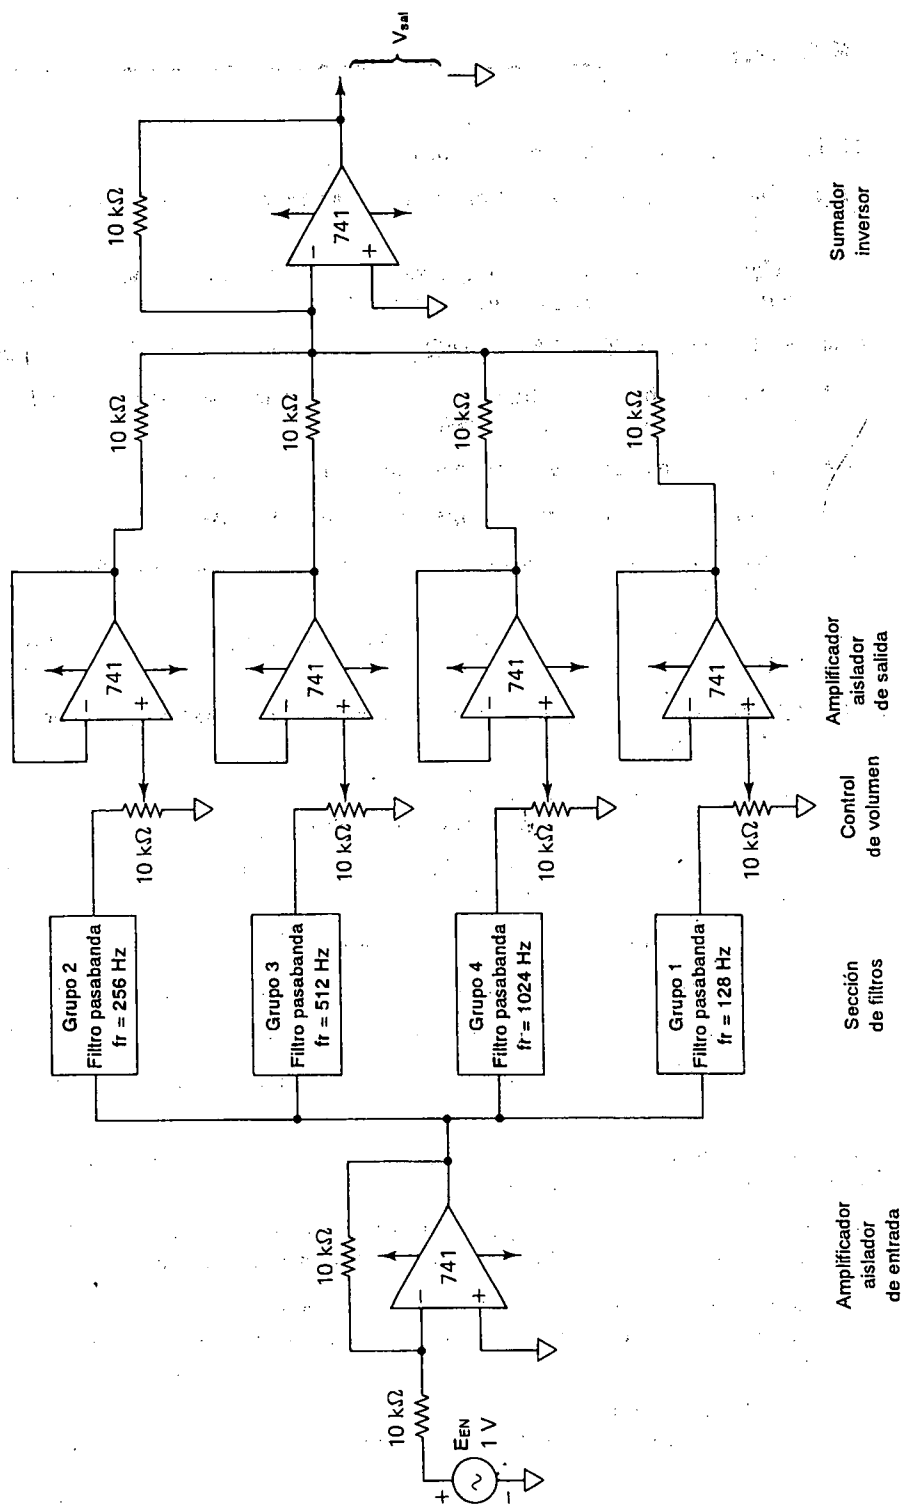 10 kΩ
+
−
E_EN
1 V
10 kΩ
−
+
741
Amplificador
aislador
de entrada
Grupo 2
Filtro pasabanda
fr = 256 Hz
Grupo 3
Filtro pasabanda
fr = 512 Hz
Grupo 4
Filtro pasabanda
fr = 1024 Hz
Grupo 1
Filtro pasabanda
fr = 128 Hz
Sección
de filtros
10 kΩ
10 kΩ
10 kΩ
10 kΩ
Control
de volumen
−
+
741
−
+
741
−
+
741
−
+
741
Amplificador
aislador
de salida
10 kΩ
10 kΩ
10 kΩ
10 kΩ
10 kΩ
−
+
741
Sumador
inversor
V_sal